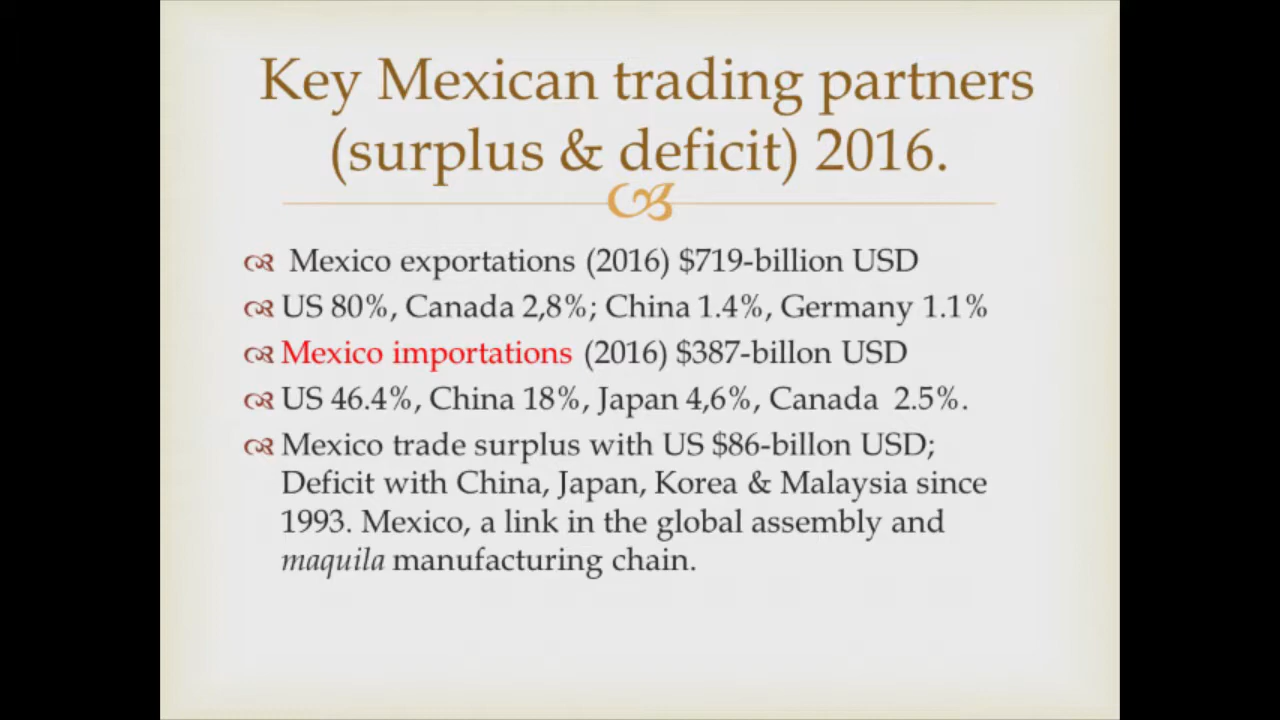 Key Mexican trading partners
(surplus & deficit) 2016.
Mexico exportations (2016) $719-billion USD
US 80%, Canada 2,8%; China 1.4%, Germany 1.1%
Mexico importations (2016) $387-billon USD
US 46.4%, China 18%, Japan 4,6%, Canada 2.5%.
Mexico trade surplus with US $86-billon USD;
Deficit with China, Japan, Korea & Malaysia since
1993. Mexico, a link in the global assembly and
maquila manufacturing chain.